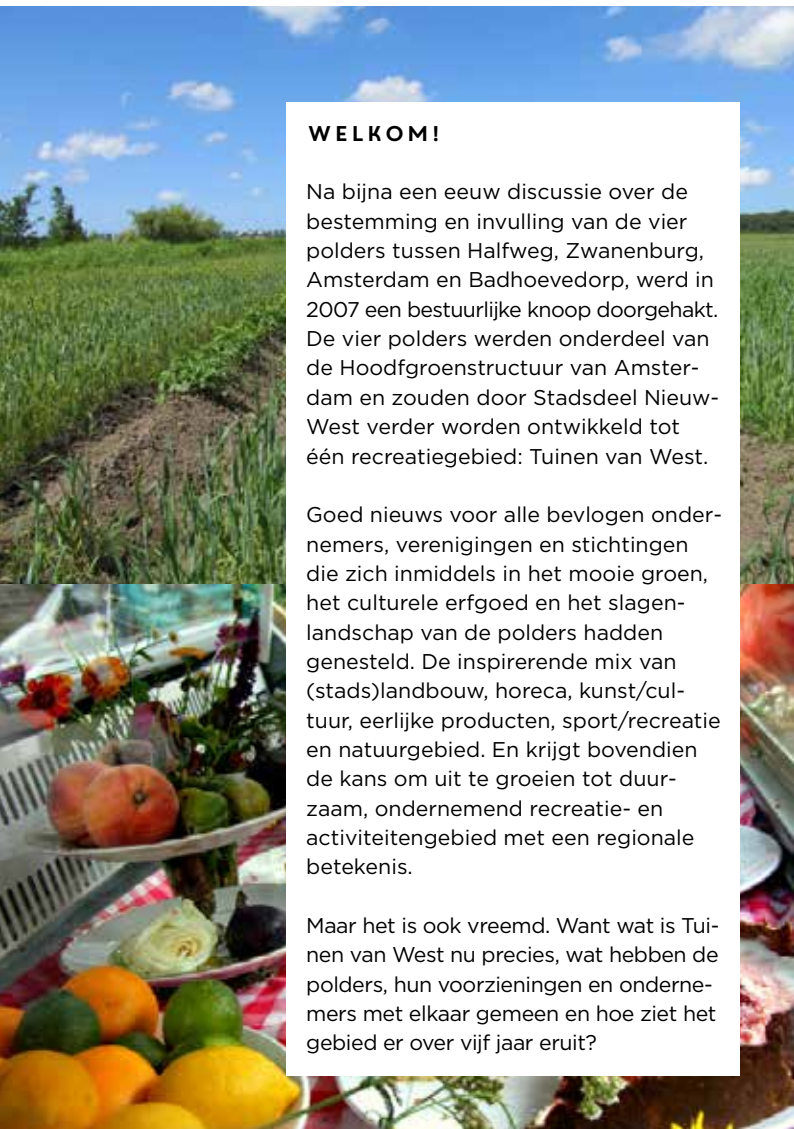 WELKOM!
Na bijna een eeuw discussie over de
bestemming en invulling van de vier
polders tussen Halfweg, Zwanenburg,
Amsterdam en Badhoevedorp, werd in
2007 een bestuurlijke knoop doorgehakt.
De vier polders werden onderdeel van
de Hoodfgroenstructuur van Amster-
dam en zouden door Stadsdeel Nieuw-
West verder worden ontwikkeld tot
één recreatiegebied: Tuinen van West.
Goed nieuws voor alle bevlogen onder-
nemers, verenigingen en stichtingen
die zich inmiddels in het mooie groen,
het culturele erfgoed en het slagen-
landschap van de polders hadden
genesteld. De inspirerende mix van
(stads)landbouw, horeca, kunst/cul-
tuur, eerlijke producten, sport/recreatie
en natuurgebied. En krijgt bovendien
de kans om uit te groeien tot duur-
zaam, ondernemend recreatie- en
activiteitengebied met een regionale
betekenis.
Maar het is ook vreemd. Want wat is Tui-
nen van West nu precies, wat hebben de
polders, hun voorzieningen en onderne-
mers met elkaar gemeen en hoe ziet het
gebied er over vijf jaar eruit?